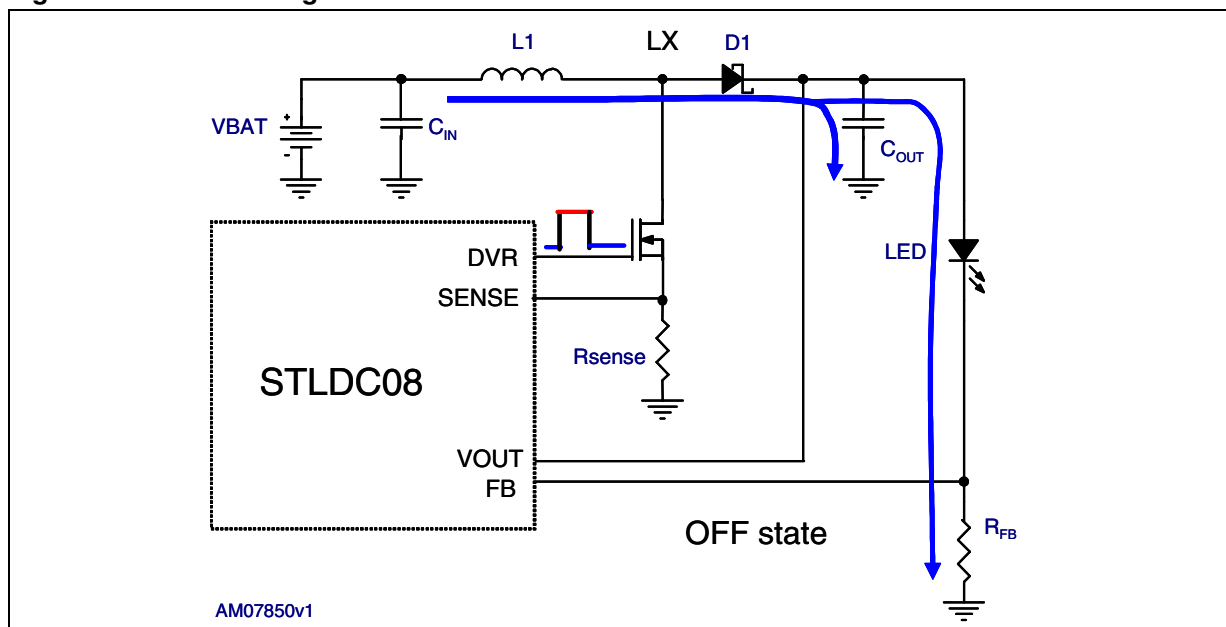 L1
LX
D1
VBAT
+
-
CIN
COUT
DVR
SENSE
LED
Rsense
STLDC08
VOUT
FB
OFF state
RFB
AM07850v1